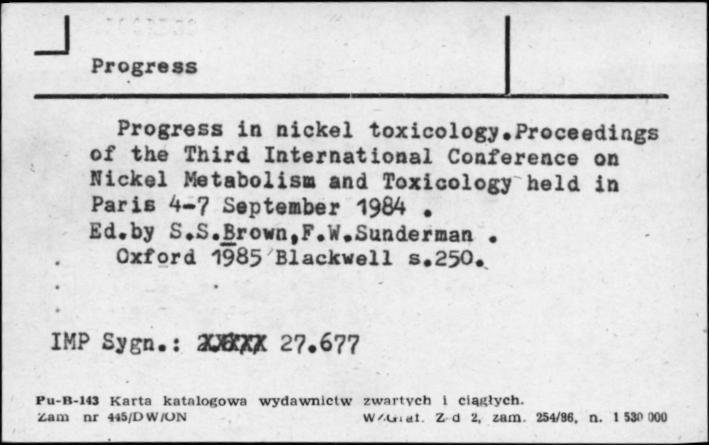 Progress
Progress in nickel toxicology.Proceedings
of the Third International Conference on
Nickel Metabolism and Toxicology held in
Paris 4-7 September 1984 .
Ed.by S.S.Brown,F.W.Sunderman .
Oxford 1985 Blackwell s.250.
IMP Sygn.: 27.677
Pu-B-143 Karta katalogowa wydawnictw zwartych i ciągłych.
Zam nr 445/DW/ON Z-d 2, zam. 254/86, n. 1 530 000